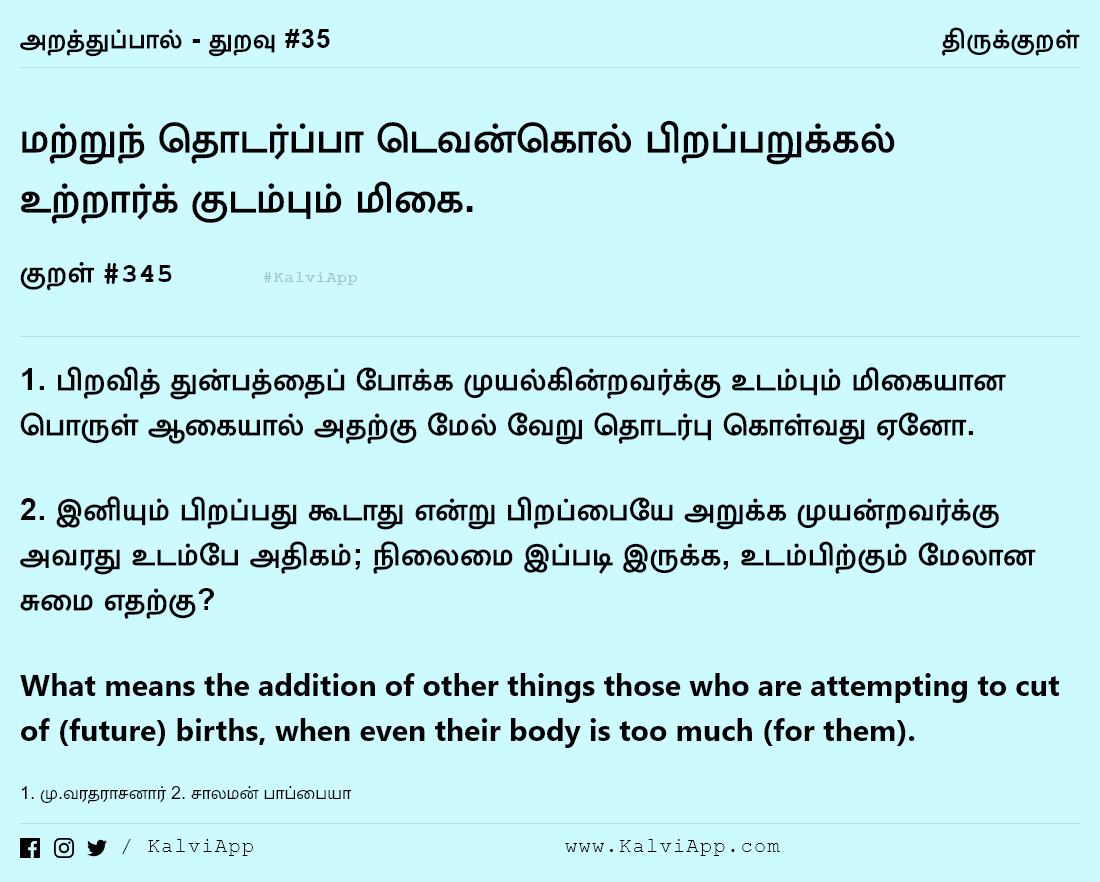 அறத்துப்பால் - துறவு #35
திருக்குறள்
மற்றுந் தொடர்ப்பா டெவன்கொல் பிறப்பறுக்கல்
உற்றார்க் குடம்பும் மிகை.
குறள் #345
#KalviApp
1. பிறவித் துன்பத்தைப் போக்க முயல்கின்றவர்க்கு உடம்பும் மிகையான
பொருள் ஆகையால் அதற்கு மேல் வேறு தொடர்பு கொள்வது ஏனோ.
2. இனியும் பிறப்பது கூடாது என்று பிறப்பையே அறுக்க முயன்றவர்க்கு
அவரது உடம்பே அதிகம்; நிலைமை இப்படி இருக்க, உடம்பிற்கும் மேலான
சுமை எதற்கு?
What means the addition of other things those who are attempting to cut
of (future) births, when even their body is too much (for them).
1. மு.வரதராசனார் 2. சாலமன் பாப்பையா
/ KalviApp
www.KalviApp.com